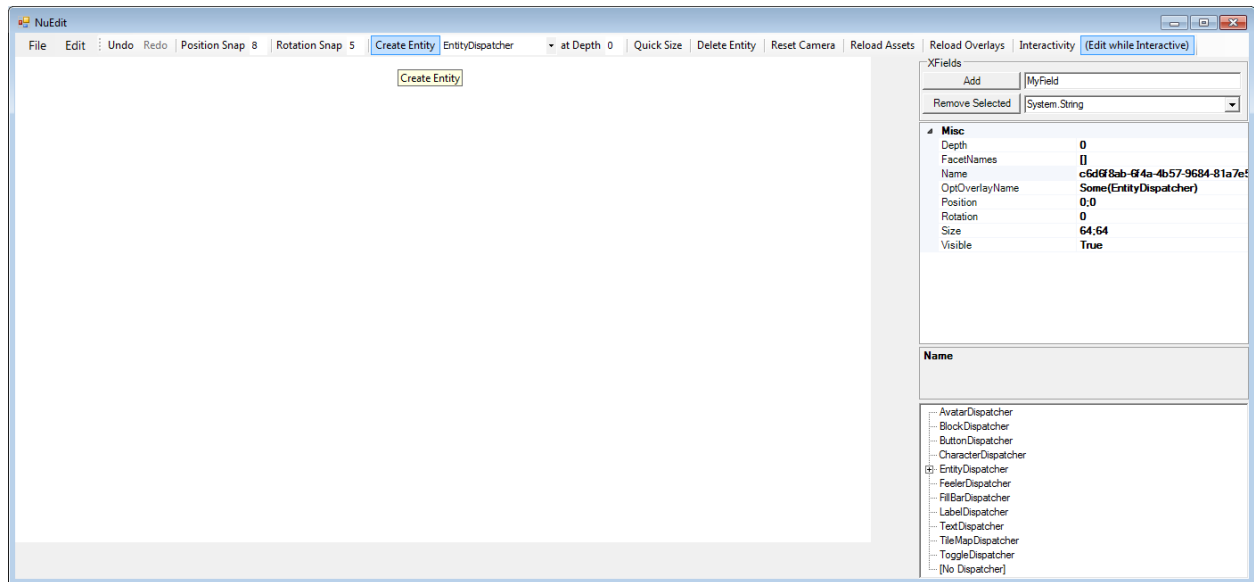 NuEdit
File Edit Undo Redo Position Snap 8 Rotation Snap 5 Create Entity EntityDispatcher at Depth 0 Quick Size Delete Entity Reset Camera Reload Assets Reload Overlays Interactivity (Edit while Interactive)
Create Entity
XFields
Add MyField
Remove Selected System.String
Misc
Depth 0
FacetNames []
Name c6d6f8ab-6f4a-4b57-9684-81a7e5
OptOverlayName Some(EntityDispatcher)
Position 0;0
Rotation 0
Size 64;64
Visible True
Name
AvatarDispatcher
BlockDispatcher
ButtonDispatcher
CharacterDispatcher
EntityDispatcher
FeelerDispatcher
FillBarDispatcher
LabelDispatcher
TextDispatcher
TileMapDispatcher
ToggleDispatcher
[No Dispatcher]